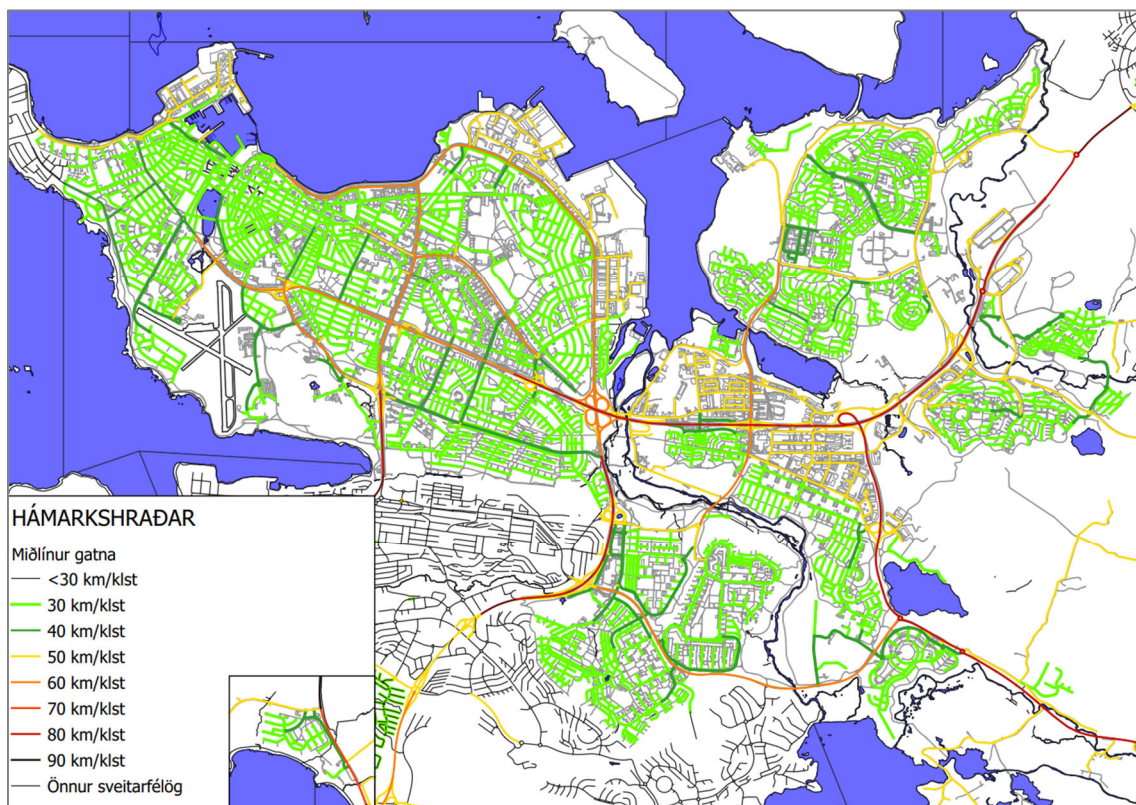 HÁMARKSHRAÐAR
Miðlínur gatna
<30 km/klst
30 km/klst
40 km/klst
50 km/klst
60 km/klst
70 km/klst
80 km/klst
90 km/klst
Önnur sveitarfélög